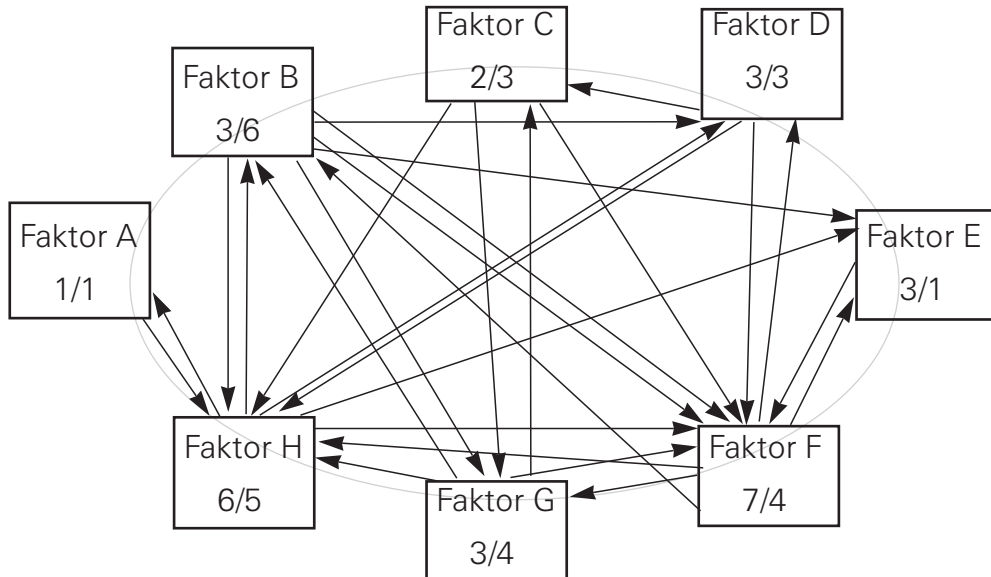 Faktor C
2/3
Faktor D
3/3
Faktor B
3/6
Faktor A
1/1
Faktor E
3/1
Faktor H
6/5
Faktor F
7/4
Faktor G
3/4